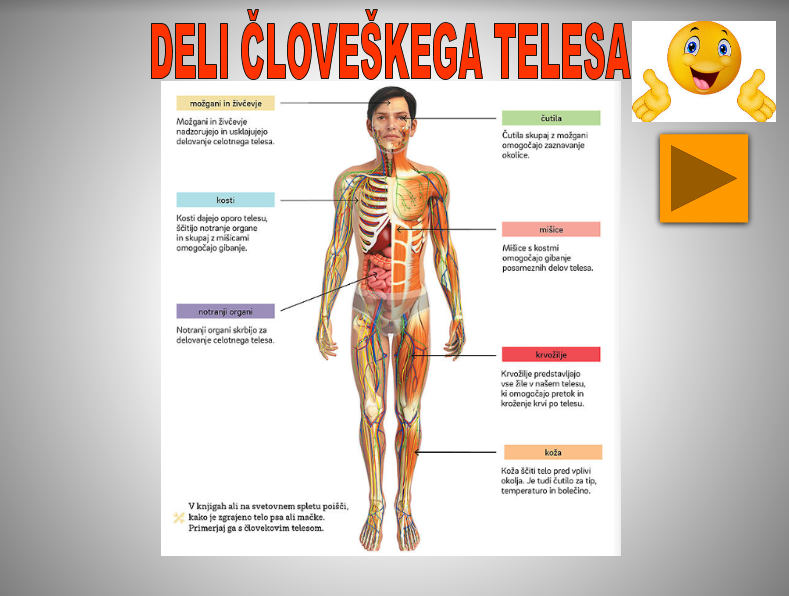 DELI ČLOVEŠKEGA TELESA
možgani in živčevje
Možgani in živčevje
nadzorujejo in usklajujejo
delovanje celotnega telesa.
kosti
Kosti dajejo oporo telesu,
ščitijo notranje organe
in skupaj z mišicami
omogočajo gibanje.
notranji organi
Notranji organi skrbijo za
delovanje celotnega telesa.
čutila
Čutila skupaj z možgani
omogočajo zaznavanje
okolice.
mišice
Mišice s kostmi
omogočajo gibanje
posameznih delov telesa.
krvožilje
Krvožilje predstavljajo
vse žile v našem telesu,
ki omogočajo pretok in
kroženje krvi po telesu.
koža
Koža ščiti telo pred vplivi
okolja. Je tudi čutilo za tip,
temperaturo in bolečino.
V knjigah ali na svetovnem spletu poišči,
kako je zgrajeno telo psa ali mačke.
Primerjaj ga s človekovim telesom.